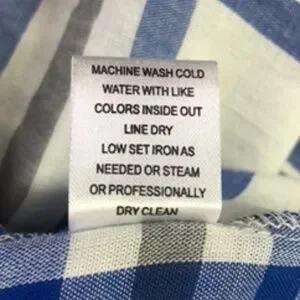 MACHINE WASH COLD
WATER WITH LIKE
COLORS INSIDE OUT
LINE DRY
LOW SET IRON AS
NEEDED OR STEAM
OR PROFESSIONALLY
DRY CLEAN